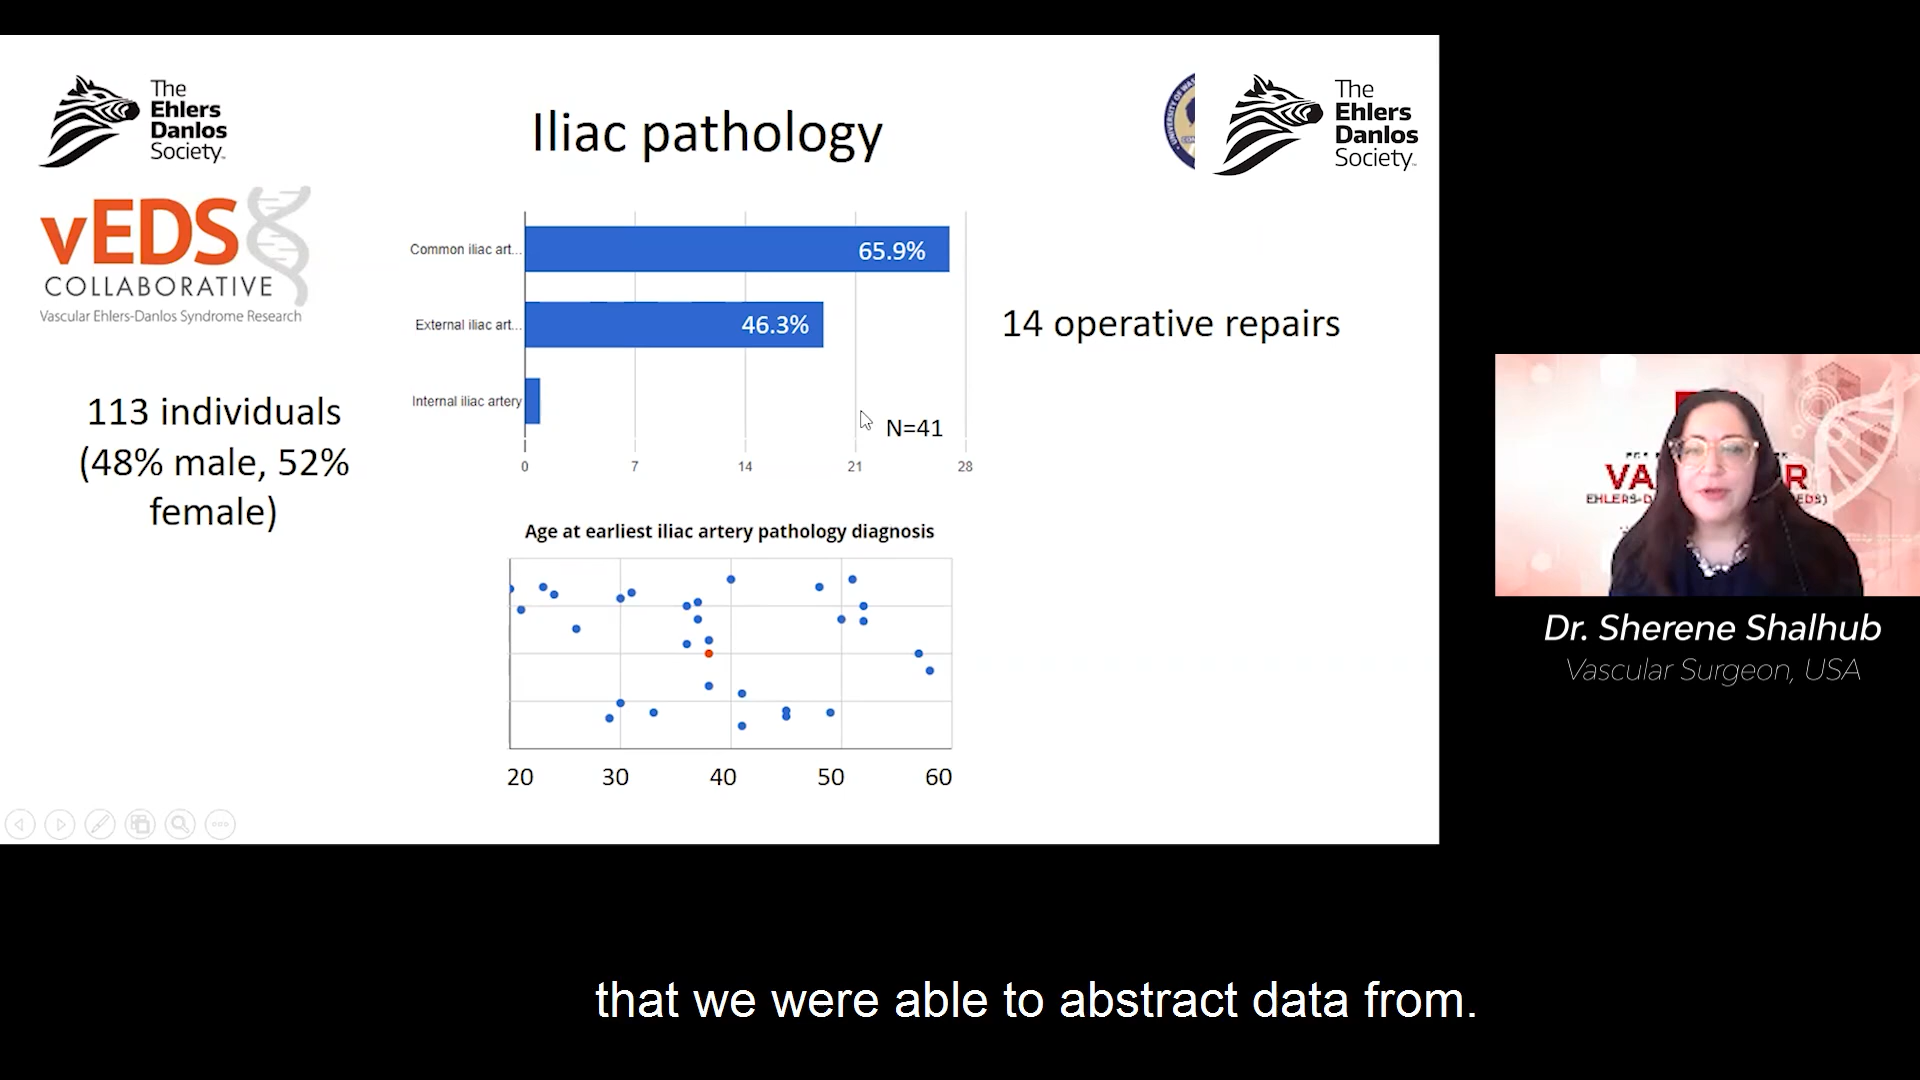 The
Ehlers
Danlos
Society™
Iliac pathology
The
Ehlers
Danlos
Society™
vEDS
COLLABORATIVE
Vascular Ehlers-Danlos Syndrome Research
113 individuals
(48% male, 52%
female)
Common iliac art...
65.9%
External iliac art...
46.3%
Internal iliac artery
N=41
0 7 14 21 28
14 operative repairs
Age at earliest iliac artery pathology diagnosis
20 30 40 50 60
Dr. Sherene Shalhub
Vascular Surgeon, USA
that we were able to abstract data from.